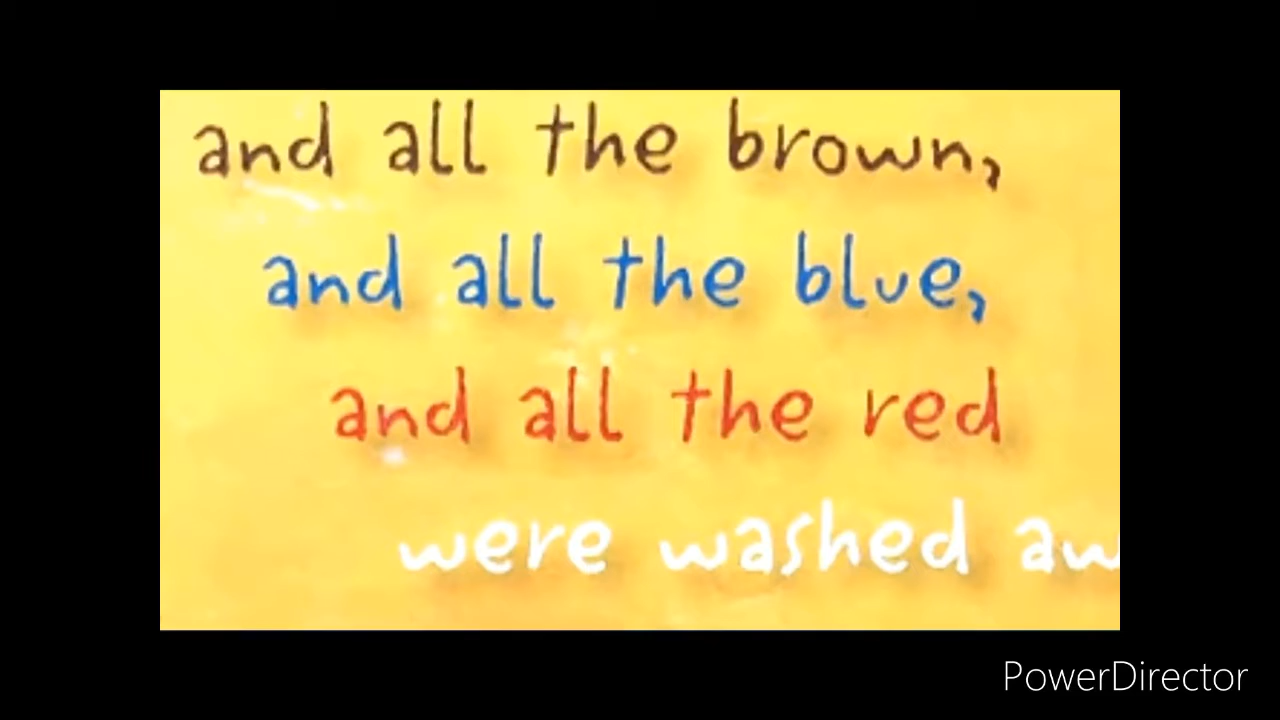 and all the brown,
and all the blue,
and all the red
were washed aw
PowerDirector